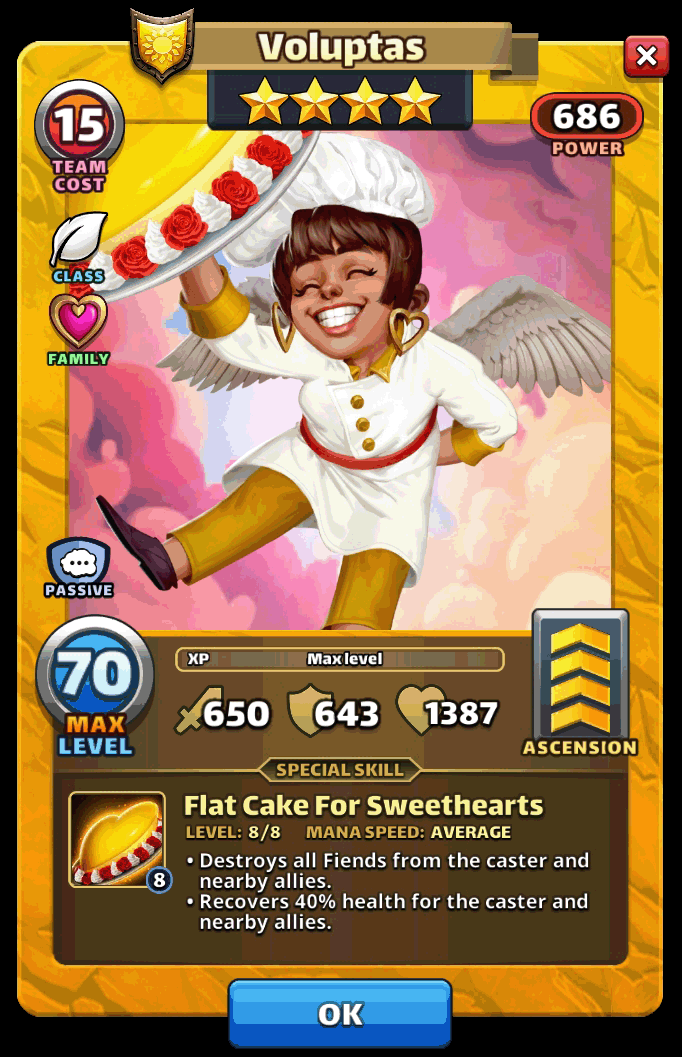 Voluptas
15
TEAM
COST
686
POWER
CLASS
FAMILY
PASSIVE
70
MAX
LEVEL
XP
Max level
650
643
1387
ASCENSION
SPECIAL SKILL
Flat Cake For Sweethearts
LEVEL: 8/8 MANA SPEED: AVERAGE
8
• Destroys all Fiends from the caster and
nearby allies.
• Recovers 40% health for the caster and
nearby allies.
OK